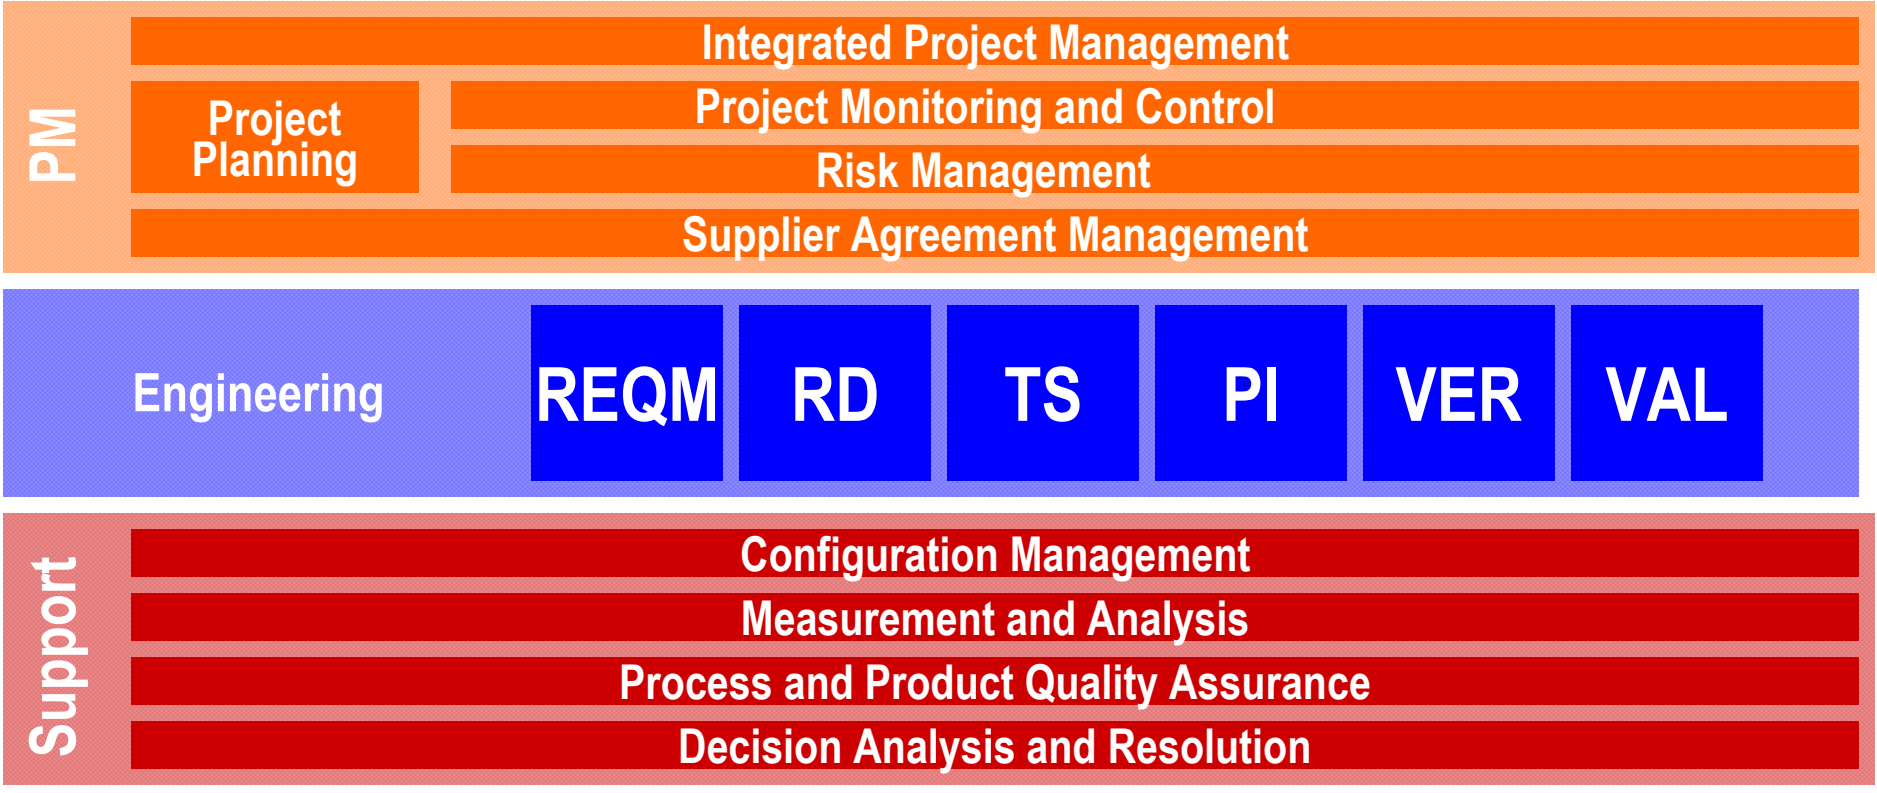 PM
Integrated Project Management
Project
Planning
Project Monitoring and Control
Risk Management
Supplier Agreement Management
Engineering
REQM
RD
TS
PI
VER
VAL
Support
Configuration Management
Measurement and Analysis
Process and Product Quality Assurance
Decision Analysis and Resolution